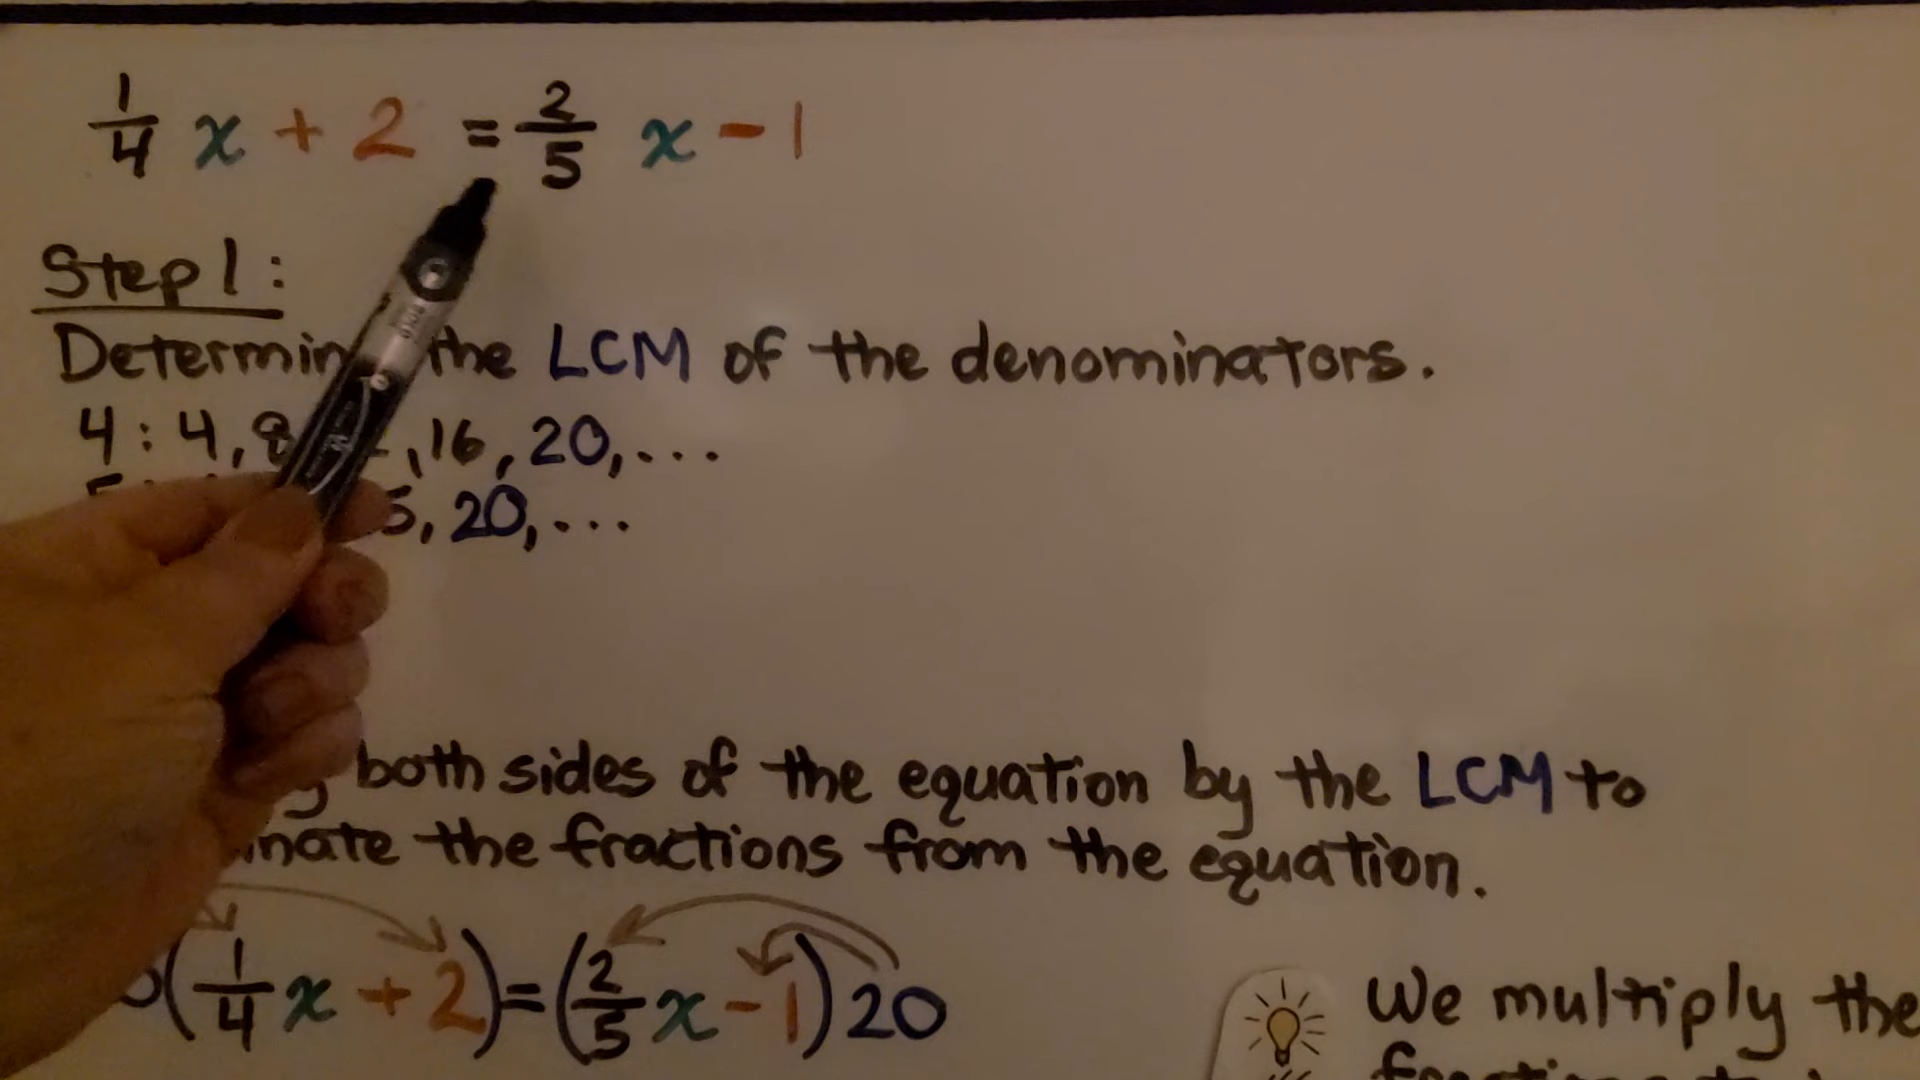 1/4 x + 2 = 2/5 x - 1
Step 1:
the LCM of the denominators.
4: 4, 8 , 16, 20, ...
20, ...
both sides of the equation by the LCM to
the fractions from the equation.
(1/4 x + 2) = (2/5 x - 1) 20
We multiply the